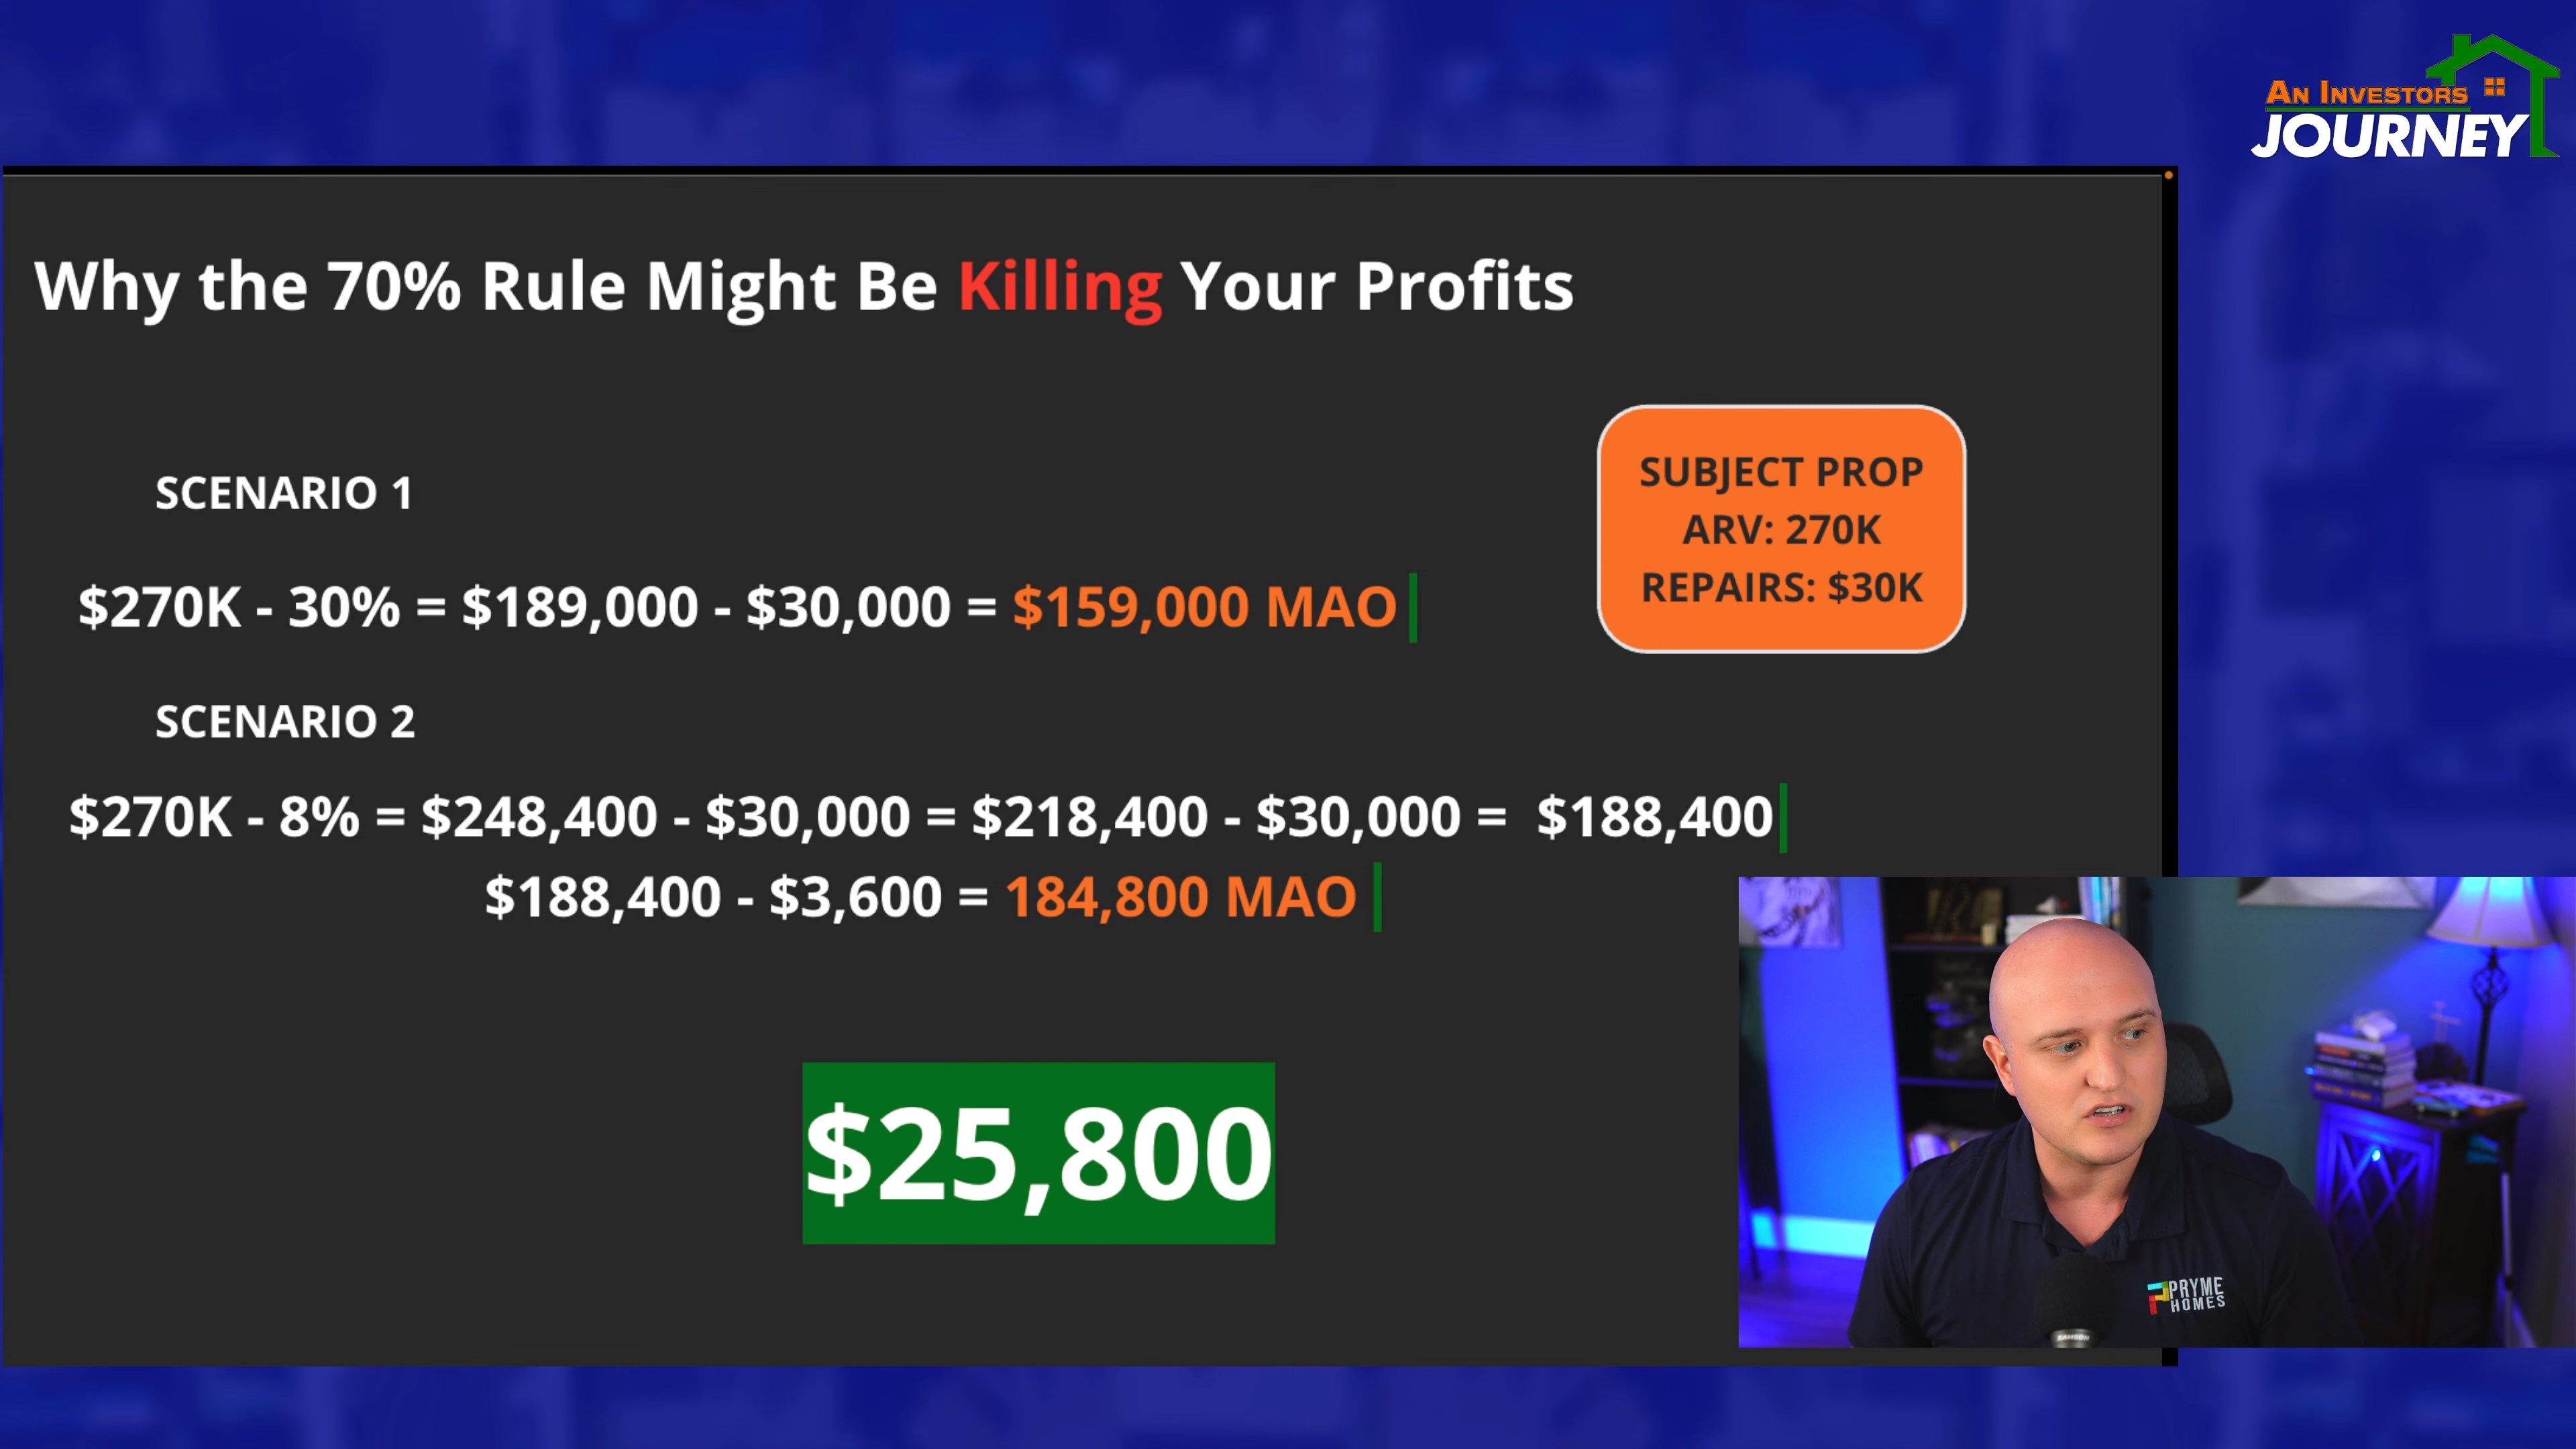 An Investors
JOURNEY
Why the 70% Rule Might Be Killing Your Profits
SUBJECT PROP
ARV: 270K
REPAIRS: $30K
SCENARIO 1
$270K - 30% = $189,000 - $30,000 = $159,000 MAO
SCENARIO 2
$270K - 8% = $248,400 - $30,000 = $218,400 - $30,000 = $188,400
$188,400 - $3,600 = 184,800 MAO
$25,800
PRYME
HOMES
SAMSON